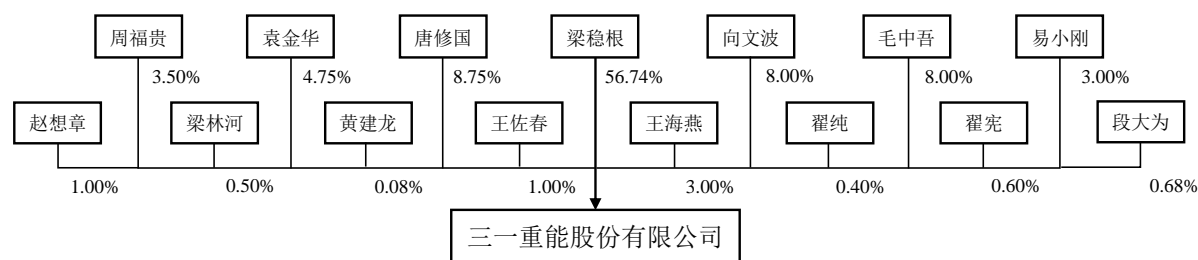 周福贵 袁金华 唐修国 梁稳根 向文波 毛中吾 易小刚
3.50% 4.75% 8.75% 56.74% 8.00% 8.00% 3.00%
赵想章 梁林河 黄建龙 王佐春 王海燕 翟纯 翟宪 段大为
1.00% 0.50% 0.08% 1.00% 3.00% 0.40% 0.60% 0.68%
三一重能股份有限公司